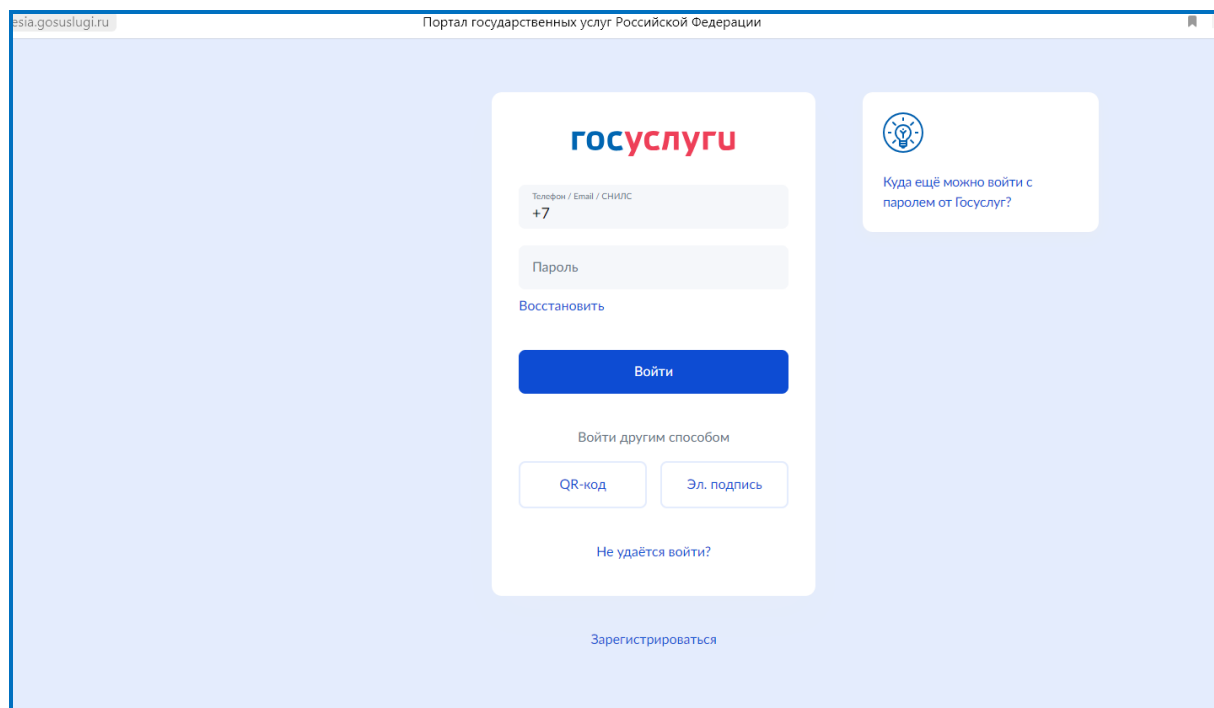 esia.gosuslugi.ru
Портал государственных услуг Российской Федерации
госуслуги
Телефон / Email / СНИЛС
+7
Пароль
Восстановить
Войти
Войти другим способом
QR-код
Эл. подпись
Не удаётся войти?
Зарегистрироваться
Куда ещё можно войти с
паролем от Госуслуг?